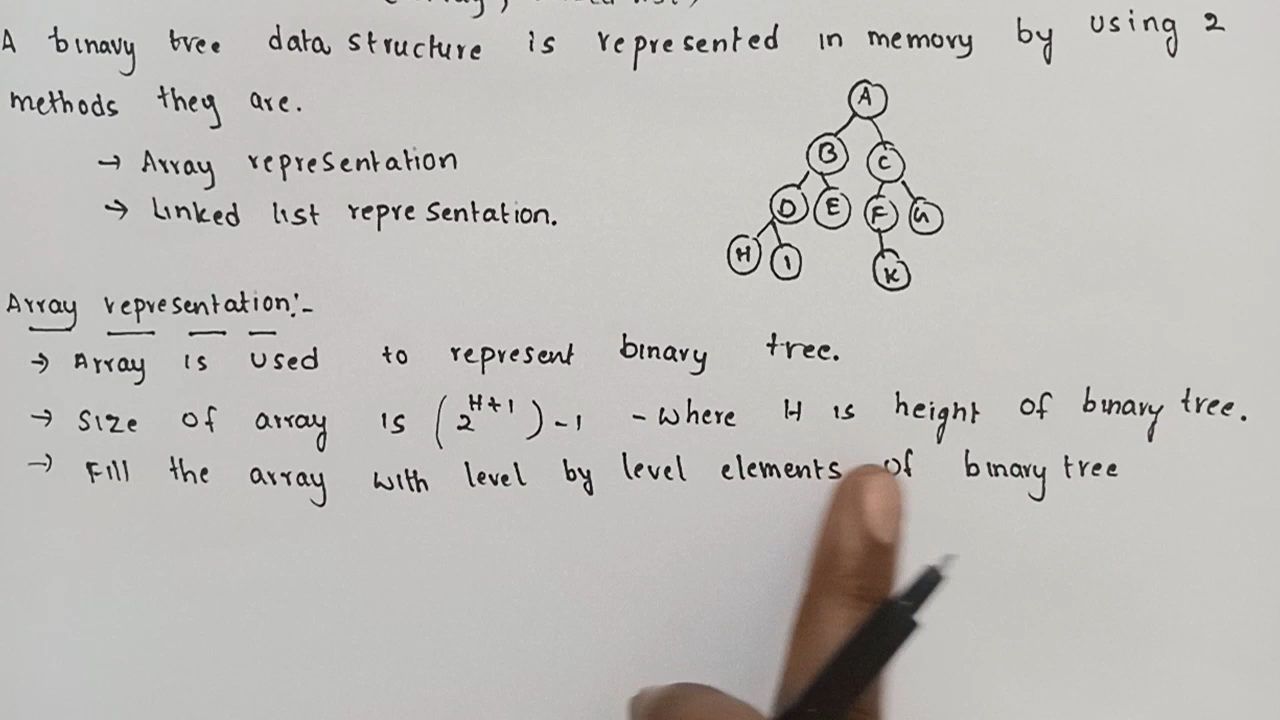 A binary tree data structure is represented in memory by using 2
methods they are.
→ Array representation
→ Linked list representation.
A
B C
D E F G
H I K
Array representation:-
→ Array is used to represent binary tree.
→ Size of array is (2^H+1)-1 - where H is height of binary tree.
→ Fill the array with level by level elements of binary tree